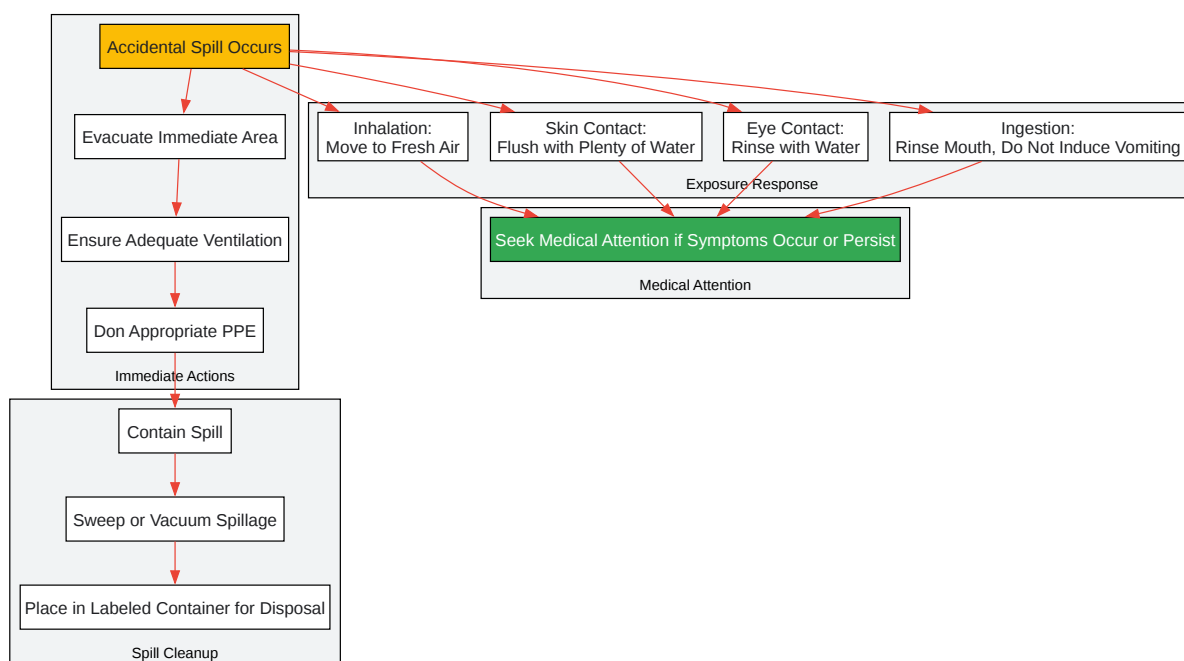 Accidental Spill Occurs
Evacuate Immediate Area
Ensure Adequate Ventilation
Don Appropriate PPE
Immediate Actions
Inhalation:
Move to Fresh Air
Skin Contact:
Flush with Plenty of Water
Eye Contact:
Rinse with Water
Ingestion:
Rinse Mouth, Do Not Induce Vomiting
Exposure Response
Seek Medical Attention if Symptoms Occur or Persist
Medical Attention
Contain Spill
Sweep or Vacuum Spillage
Place in Labeled Container for Disposal
Spill Cleanup